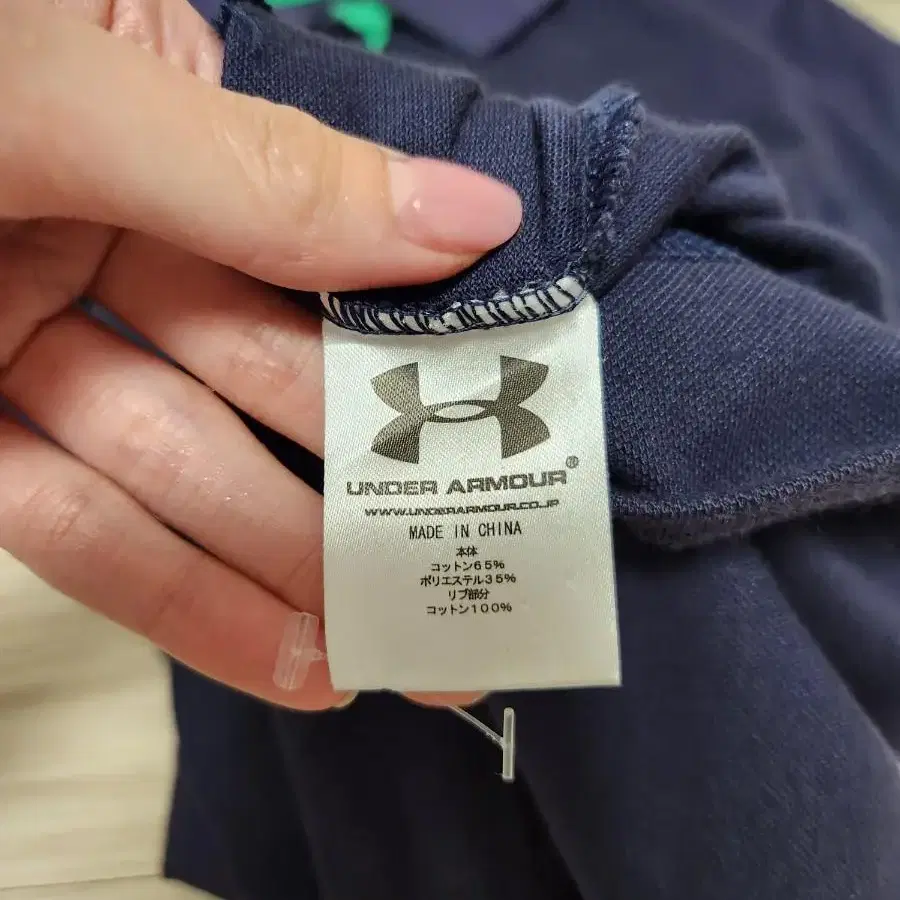 UNDER ARMOUR®
WWW.UNDERARMOUR.CO.JP
MADE IN CHINA
本体
コットン65%
ポリエステル35%
リブ部分
コットン100%